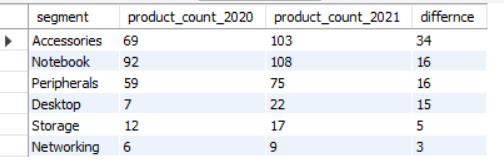 segment product_count_2020 product_count_2021 differnce
Accessories 69 103 34
Notebook 92 108 16
Peripherals 59 75 16
Desktop 7 22 15
Storage 12 17 5
Networking 6 9 3